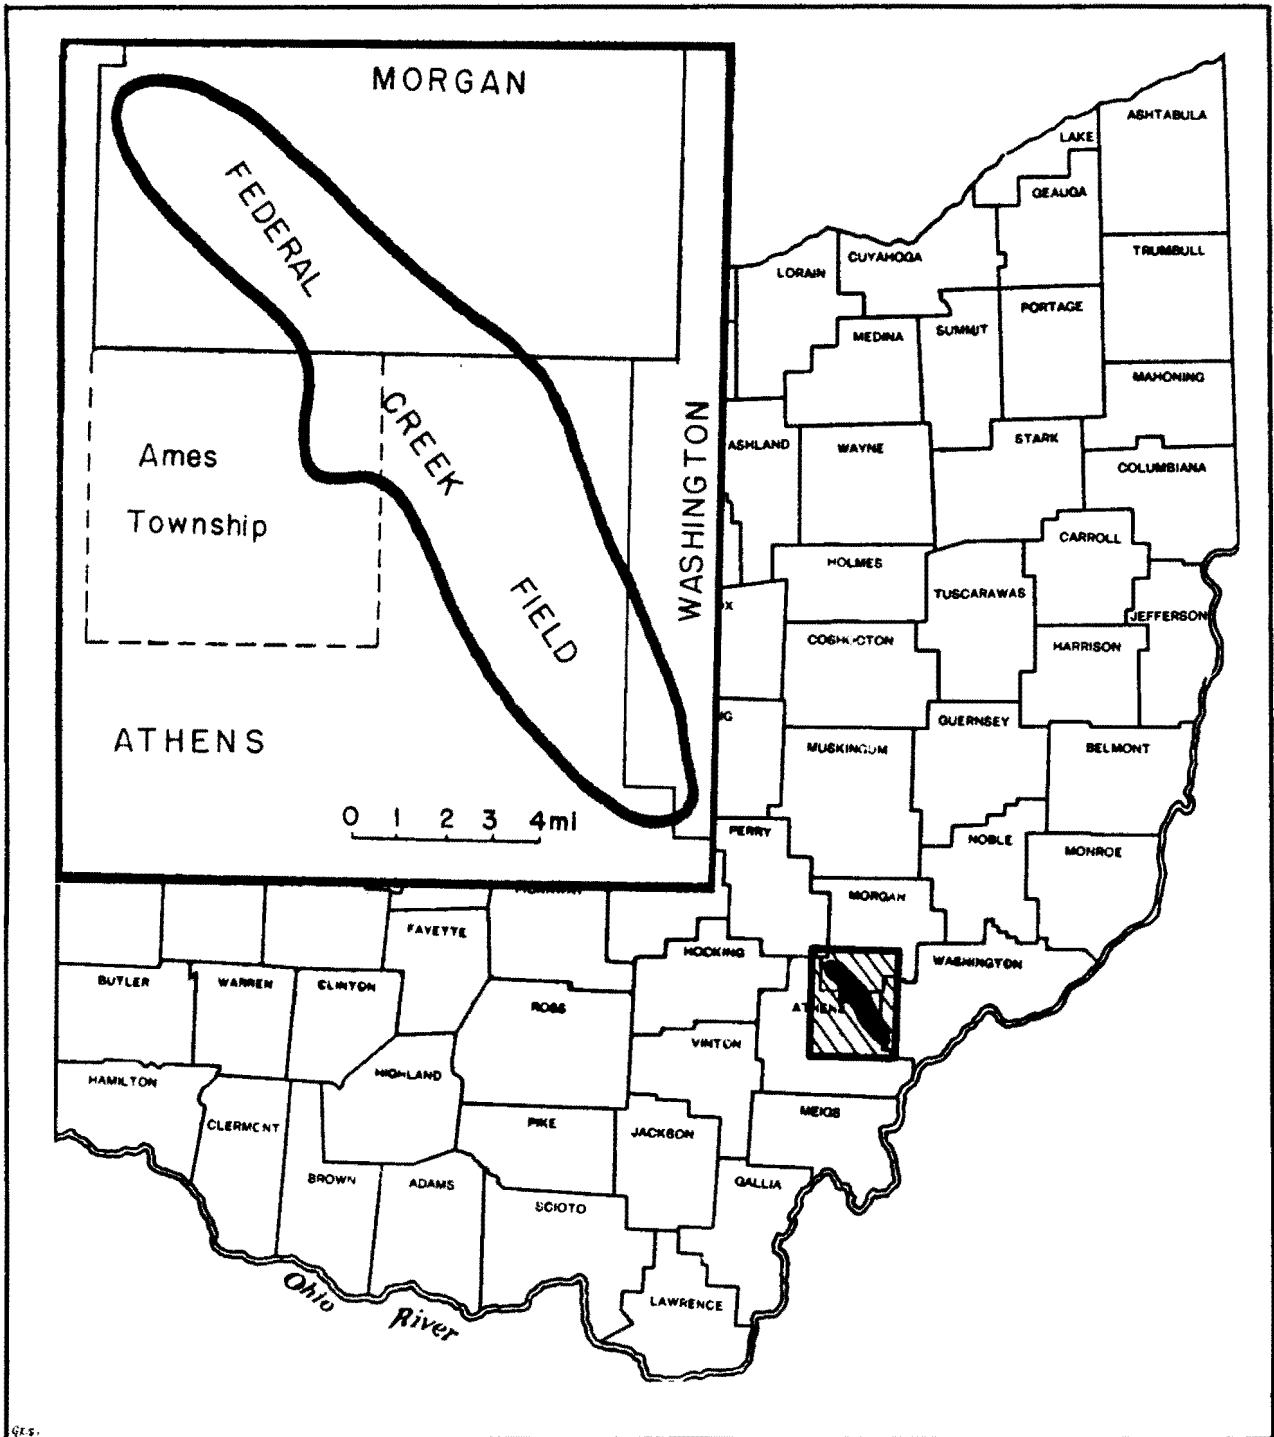 MORGAN
FEDERAL
CREEK
FIELD
Ames
Township
WASHINGTON
ATHENS
0 1 2 3 4mi
ASHTABULA
LAKE
GEAUGA
CUYAHOGA
LORAIN
TRUMBULL
PORTAGE
SUMMIT
MEDINA
MAHONING
ASHLAND
WAYNE
STARK
COLUMBIANA
CARROLL
HOLMES
TUSCARAWAS
JEFFERSON
COSHOCTON
HARRISON
GUERNSEY
MUSKINGUM
BELMONT
PERRY
NOBLE
MONROE
MORGAN
FAYETTE
HOCKING
WASHINGTON
BUTLER
WARREN
CLINTON
ROSS
ATHENS
VINTON
HAMILTON
HIGHLAND
CLERMONT
PIKE
JACKSON
MEIGS
BROWN
ADAMS
SCIOTO
GALLIA
LAWRENCE
Ohio
River